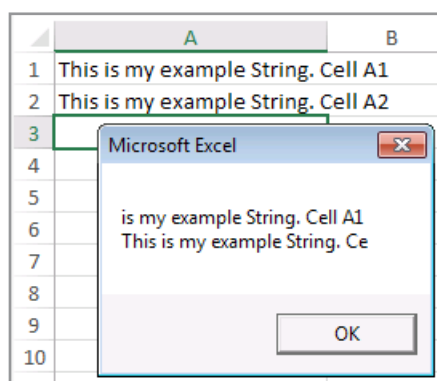 A B
1 This is my example String. Cell A1
2 This is my example String. Cell A2
3
Microsoft Excel
4
5
is my example String. Cell A1
6
This is my example String. Ce
7
8
9
OK
10